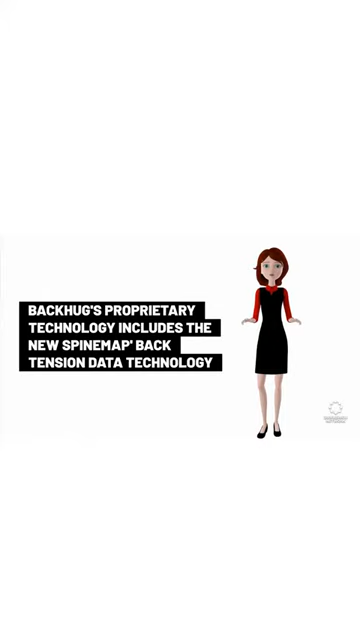 BACKHUG'S PROPRIETARY
TECHNOLOGY INCLUDES THE
NEW SPINEMAP' BACK
TENSION DATA TECHNOLOGY